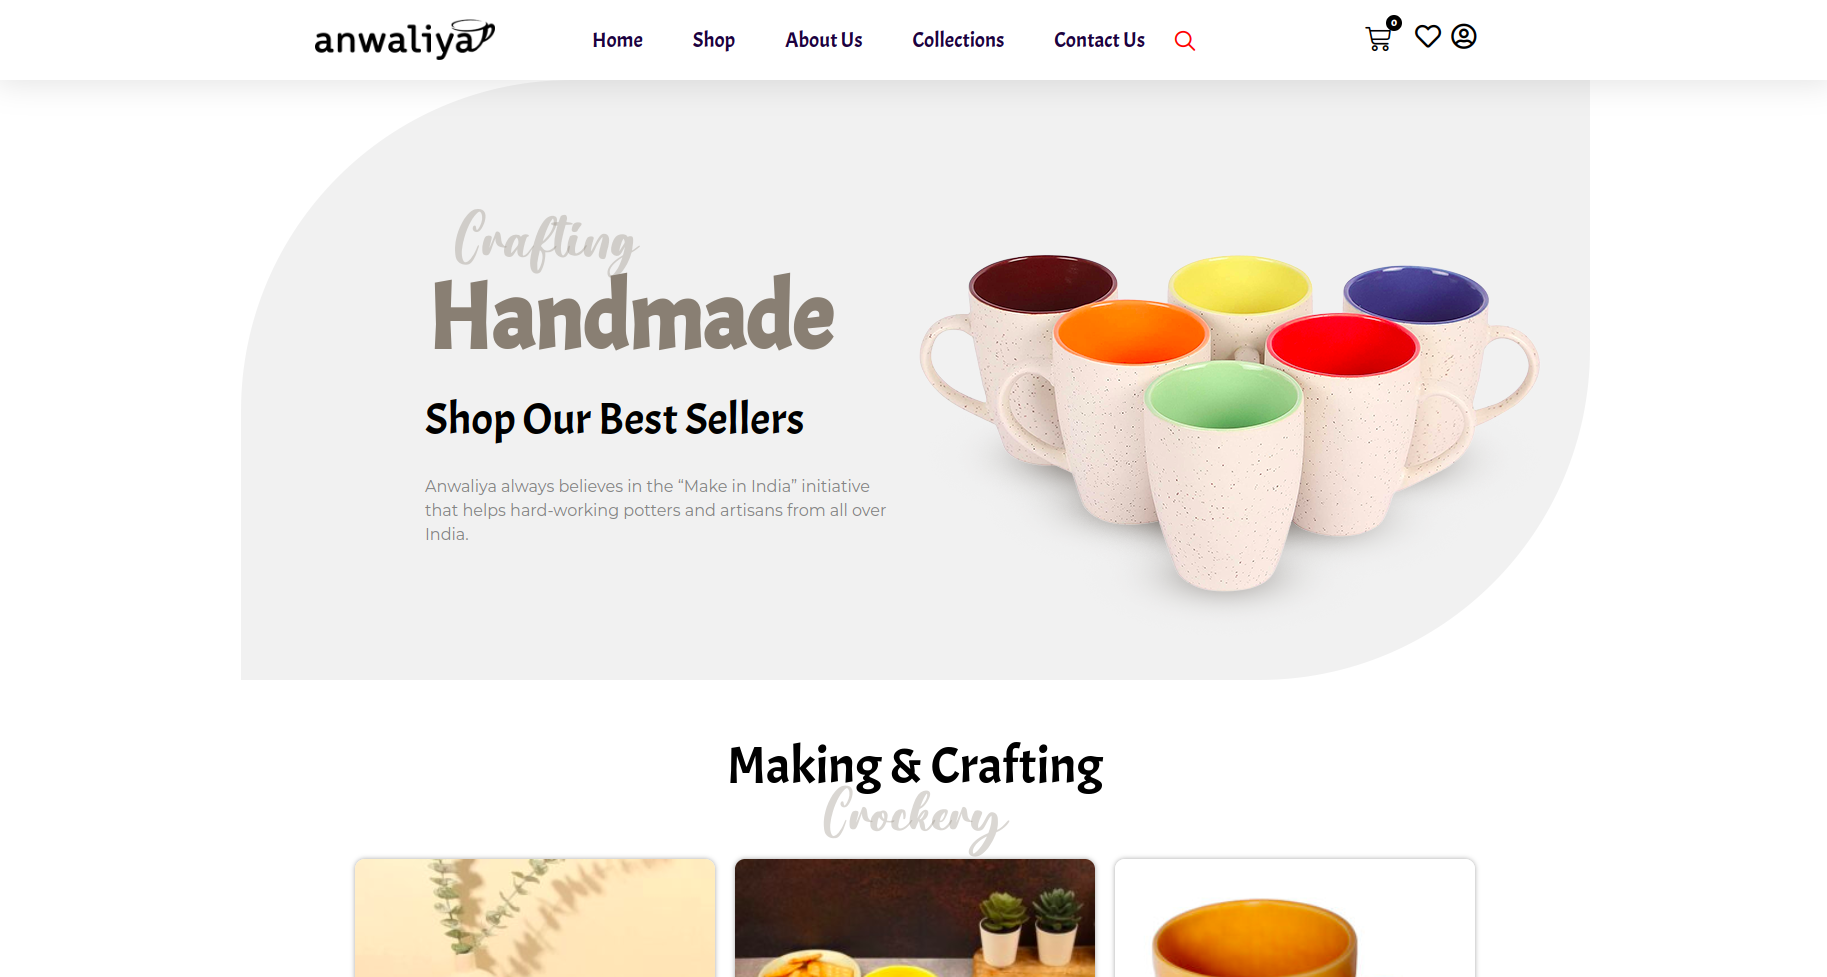 anwaliya
Home Shop About Us Collections Contact Us
0
Crafting
Handmade
Shop Our Best Sellers
Anwaliya always believes in the “Make in India” initiative
that helps hard-working potters and artisans from all over
India.
Making & Crafting
Crockery